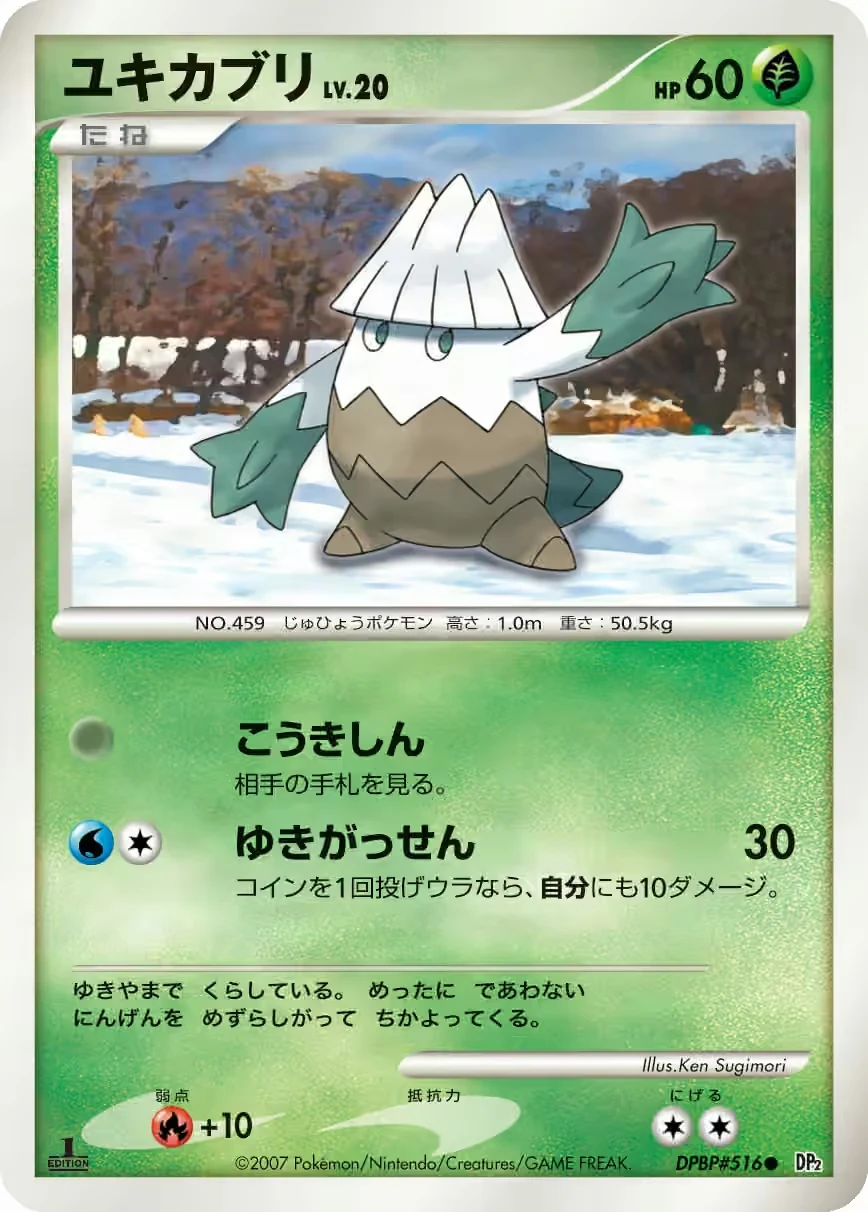 ユキカブリ LV.20 HP 60
たね
NO.459 じゅひょうポケモン 高さ：1.0m 重さ：50.5kg
こうきしん
相手の手札を見る。
ゆきがっせん 30
コインを1回投げウラなら、自分にも10ダメージ。
ゆきやまで くらしている。 めったに であわない
にんげんを めずらしがって ちかよってくる。
Illus.Ken Sugimori
弱点 抵抗力 にげる
+10
1 EDITION ©2007 Pokémon/Nintendo/Creatures/GAME FREAK. DPBP#516● DP2